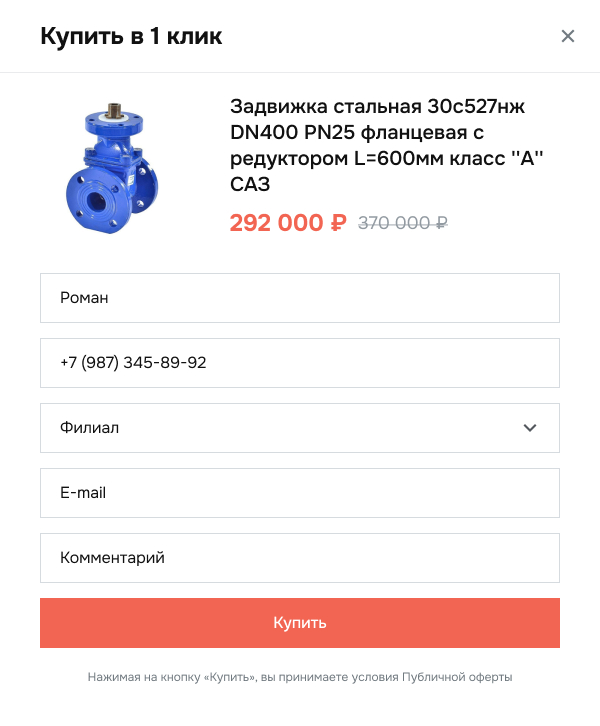 Купить в 1 клик
Задвижка стальная 30с527нж
DN400 PN25 фланцевая с
редуктором L=600мм класс "А"
САЗ
292 000 ₽ 370 000 ₽
Роман
+7 (987) 345-89-92
Филиал
E-mail
Комментарий
Купить
Нажимая на кнопку «Купить», вы принимаете условия Публичной оферты